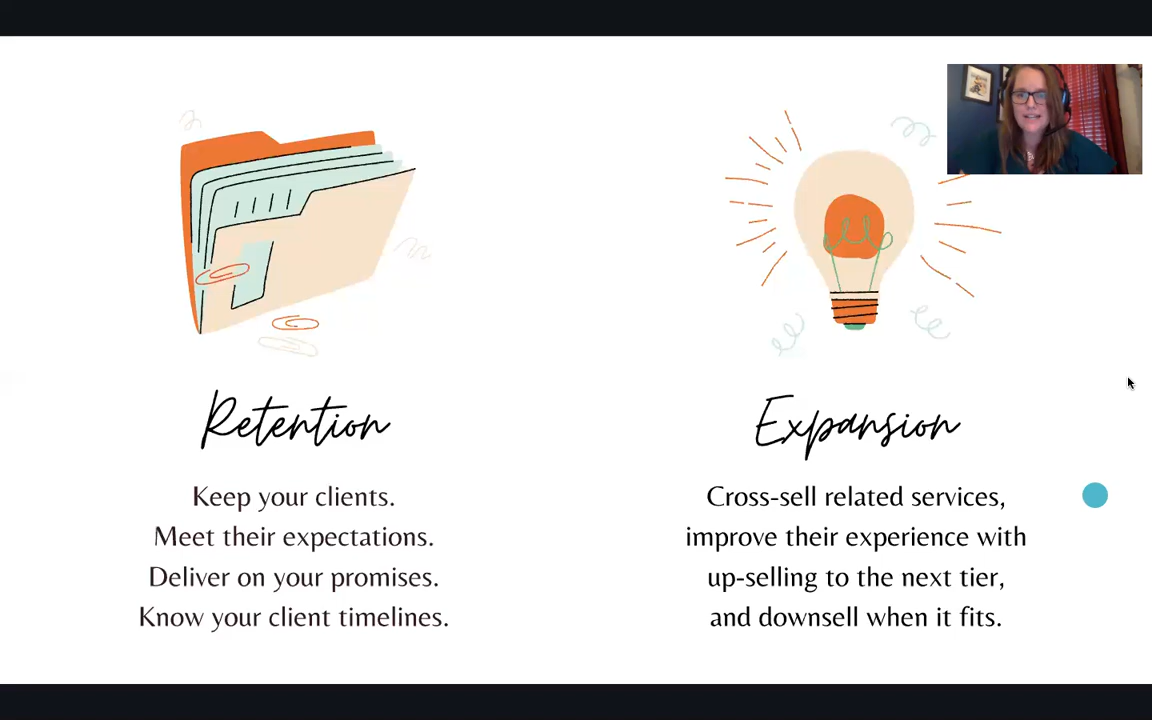 Retention
Keep your clients.
Meet their expectations.
Deliver on your promises.
Know your client timelines.
Expansion
Cross-sell related services,
improve their experience with
up-selling to the next tier,
and downsell when it fits.